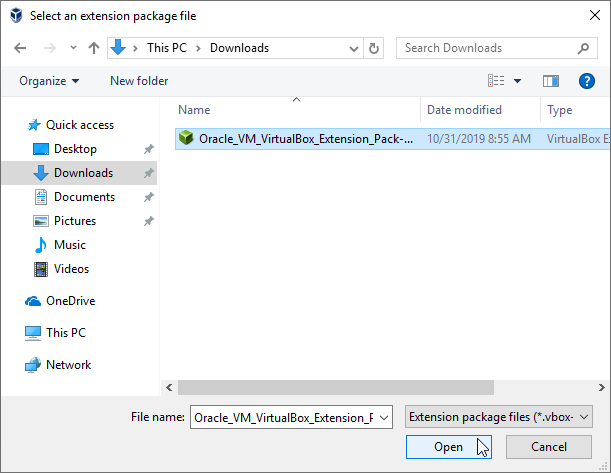 Select an extension package file
This PC Downloads
Search Downloads
Organize New folder
Name Date modified Type
Quick access
Desktop
Downloads
Documents
Pictures
Music
Videos
OneDrive
This PC
Network
Oracle_VM_VirtualBox_Extension_Pack-... 10/31/2019 8:55 AM VirtualBox E
File name: Oracle_VM_VirtualBox_Extension_P Extension package files (*.vbox-
Open Cancel